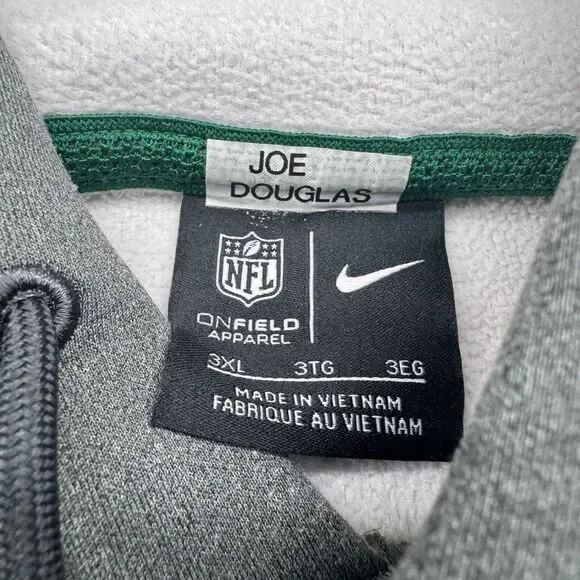 JOE
DOUGLAS
NFL
ONFIELD
APPAREL
3XL 3TG 3EG
MADE IN VIETNAM
FABRIQUE AU VIETNAM